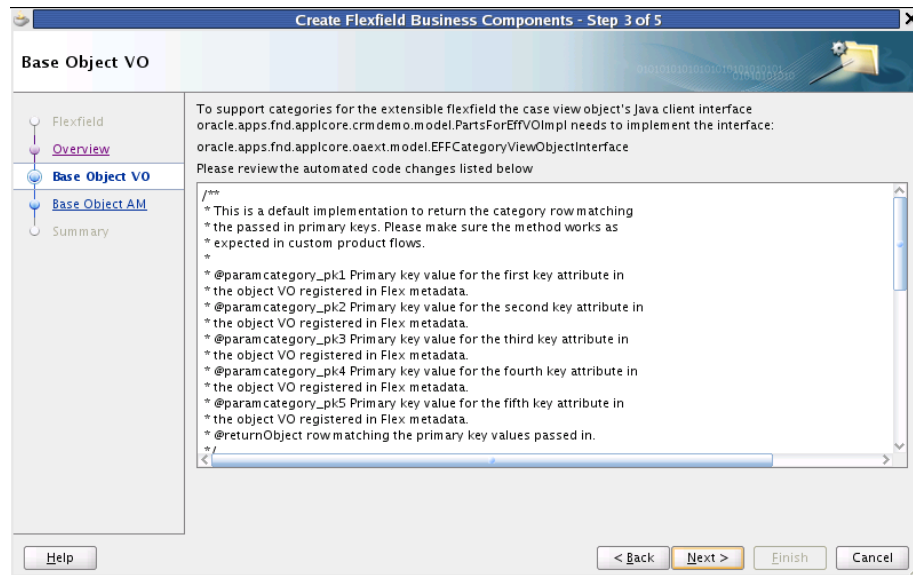 Create Flexfield Business Components - Step 3 of 5
Base Object VO
Flexfield
Overview
Base Object VO
Base Object AM
Summary
To support categories for the extensible flexfield the case view object's Java client interface
oracle.apps.fnd.applcore.crmdemo.model.PartsForEffVOImpl needs to implement the interface:
oracle.apps.fnd.applcore.oaext.model.EFFCategoryViewObjectInterface
Please review the automated code changes listed below
/**
* This is a default implementation to return the category row matching
* the passed in primary keys. Please make sure the method works as
* expected in custom product flows.
*
* @paramcategory_pk1 Primary key value for the first key attribute in
* the object VO registered in Flex metadata.
* @paramcategory_pk2 Primary key value for the second key attribute in
* the object VO registered in Flex metadata.
* @paramcategory_pk3 Primary key value for the third key attribute in
* the object VO registered in Flex metadata.
* @paramcategory_pk4 Primary key value for the fourth key attribute in
* the object VO registered in Flex metadata.
* @paramcategory_pk5 Primary key value for the fifth key attribute in
* the object VO registered in Flex metadata.
* @returnObject row matching the primary key values passed in.
*/
Help
< Back
Next >
Finish
Cancel